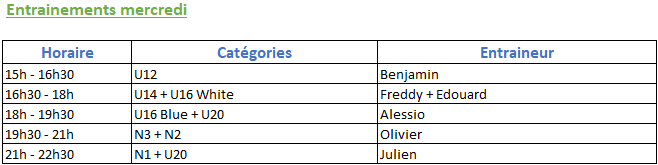 Entrainements mercredi
Horaire Catégories Entraineur
15h - 16h30 U12 Benjamin
16h30 - 18h U14 + U16 White Freddy + Edouard
18h - 19h30 U16 Blue + U20 Alessio
19h30 - 21h N3 + N2 Olivier
21h - 22h30 N1 + U20 Julien